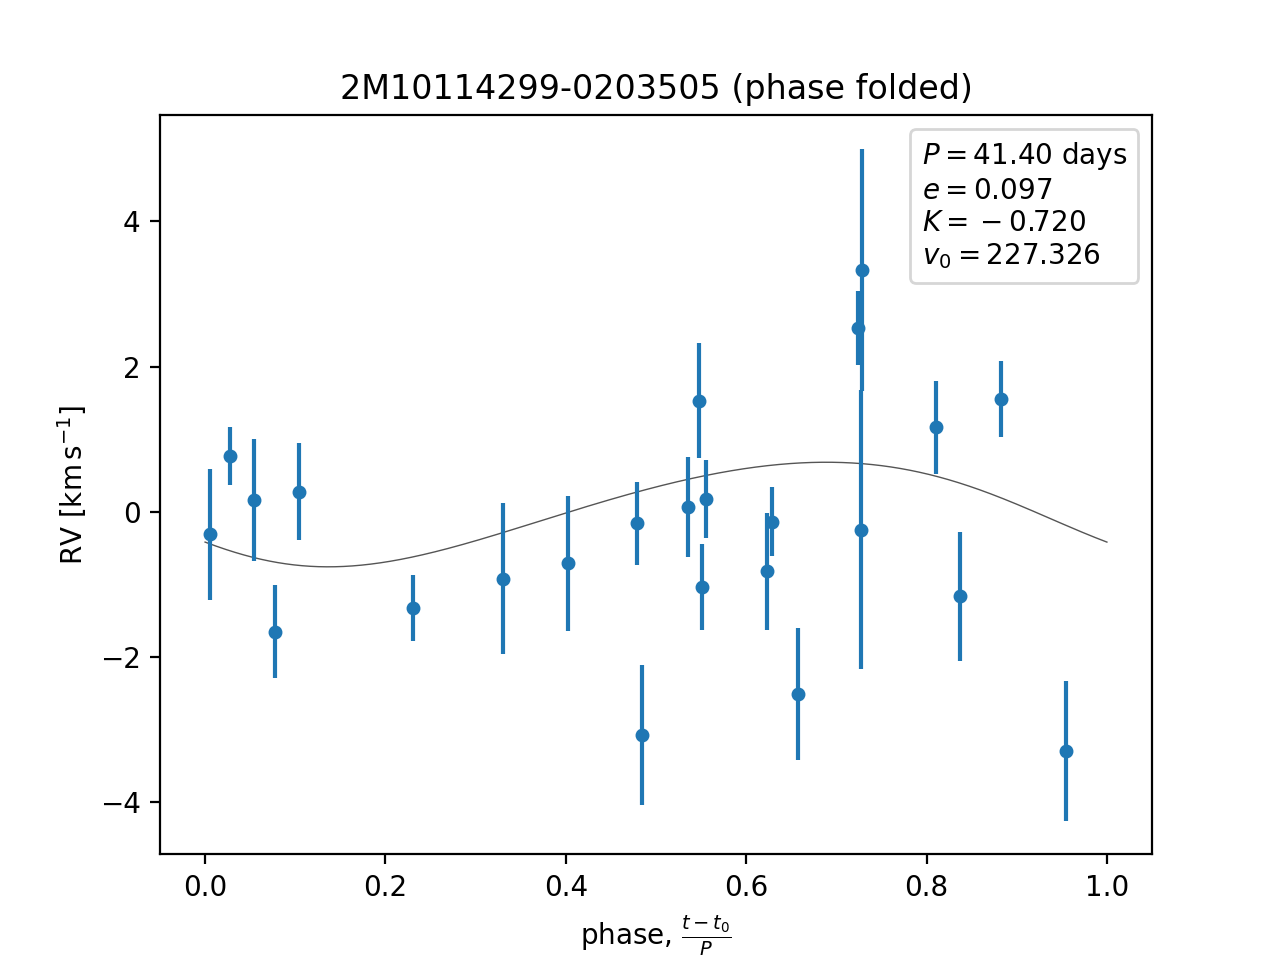 2M10114299-0203505 (phase folded)
P = 41.40 days
e = 0.097
K = −0.720
v₀ = 227.326
RV [km s⁻¹]
4
2
0
−2
−4
0.0 0.2 0.4 0.6 0.8 1.0
phase, (t − t₀)/P